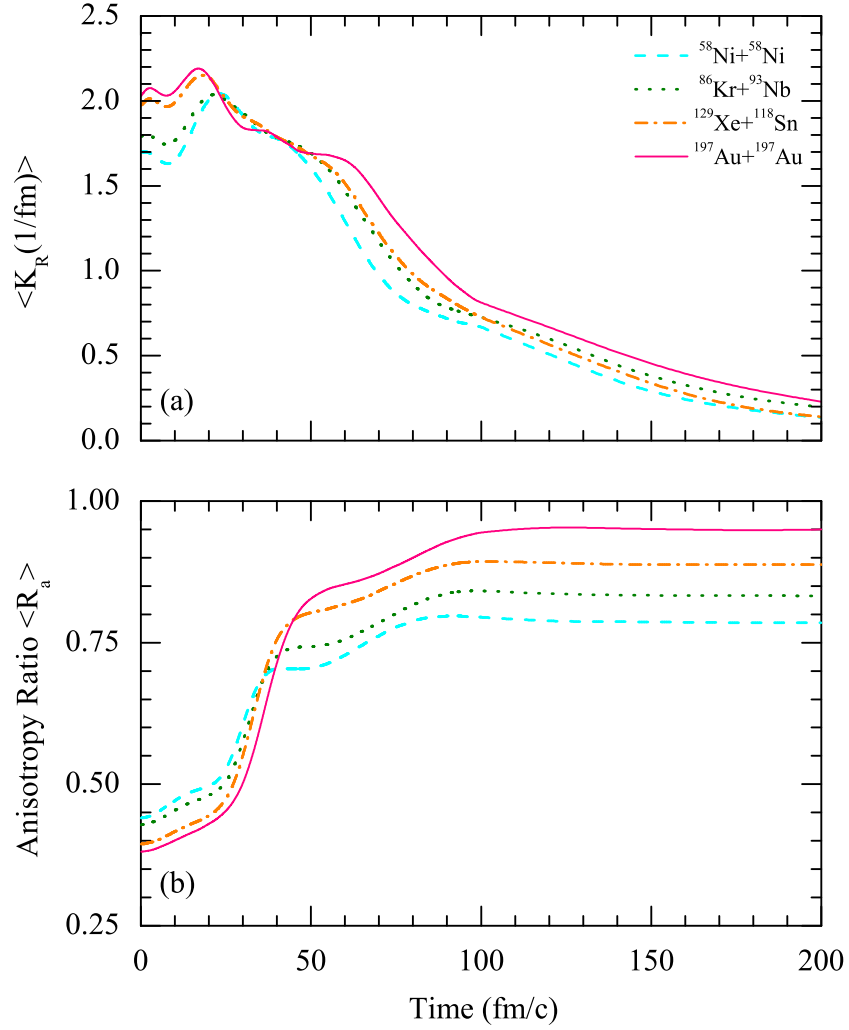 2.5
2.0
1.5
1.0
0.5
0.0
<K_R(1/fm)>
⁵⁸Ni+⁵⁸Ni
⁸⁶Kr+⁹³Nb
¹²⁹Xe+¹¹⁸Sn
¹⁹⁷Au+¹⁹⁷Au
(a)
1.00
0.75
0.50
0.25
Anisotropy Ratio <R_a>
(b)
0 50 100 150 200
Time (fm/c)